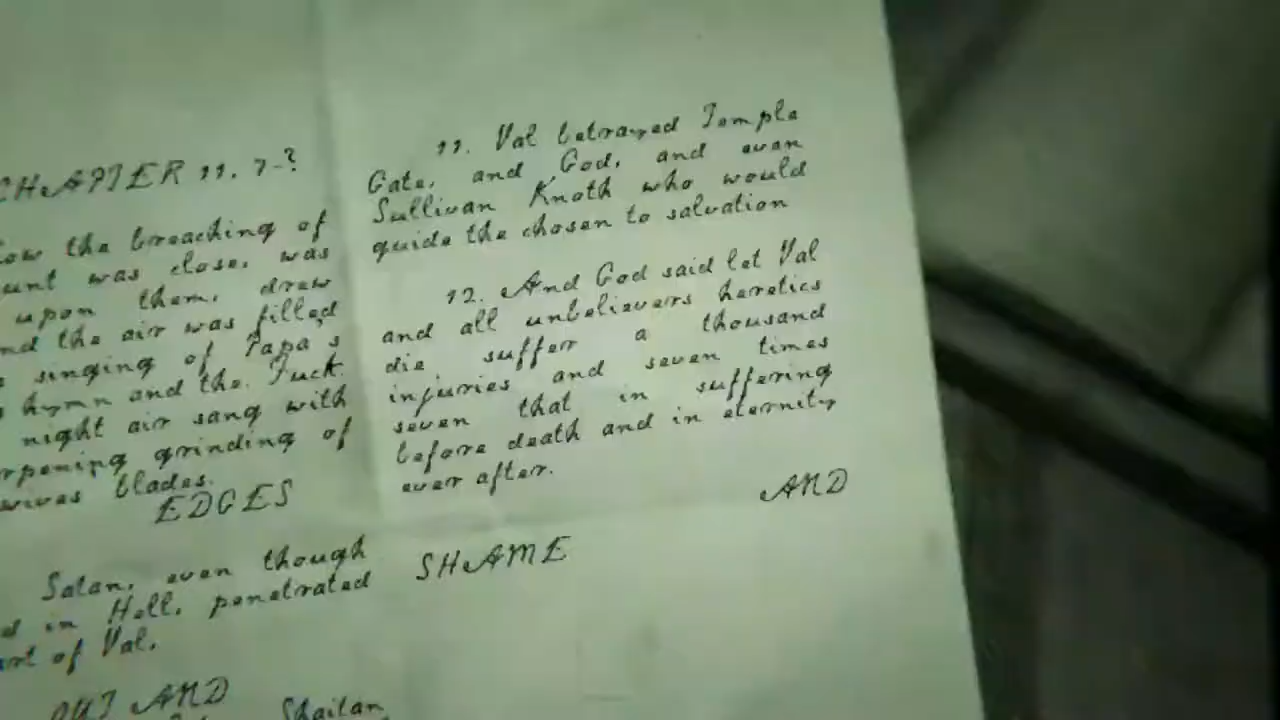 CHAPTER 11. 7-?
the breaching of
was close, was
upon them, drew
the air was filled
singing of Papa's
hymn and the. Tuck.
night air sang with
grinding of
blades.
EDGES
Satan, even though
in Hell, penetrated
of Val.
AND
Shaitan,
11. Val betrayed Temple
Gate, and God, and even
Sullivan Knoth who would
guide the chosen to salvation
12. And God said let Val
and all unbelievers heretics
die suffer a thousand
injuries and seven times
seven that in suffering
before death and in eternity
ever after.
AND
SHAME